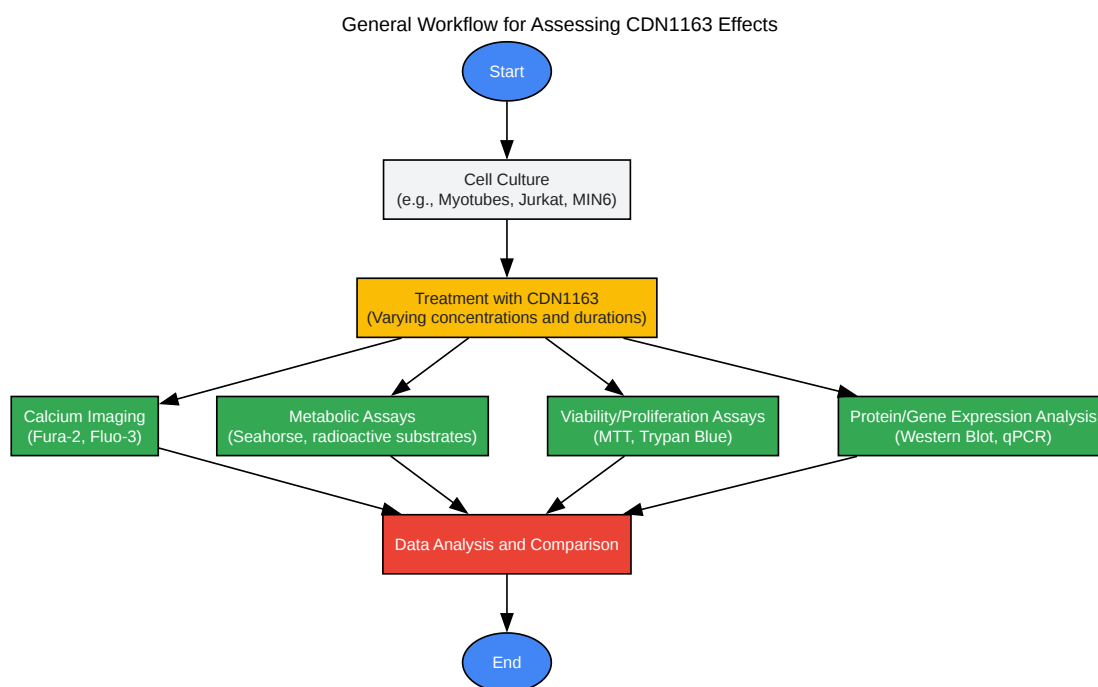 General Workflow for Assessing CDN1163 Effects
Start
Cell Culture
(e.g., Myotubes, Jurkat, MIN6)
Treatment with CDN1163
(Varying concentrations and durations)
Calcium Imaging
(Fura-2, Fluo-3)
Metabolic Assays
(Seahorse, radioactive substrates)
Viability/Proliferation Assays
(MTT, Trypan Blue)
Protein/Gene Expression Analysis
(Western Blot, qPCR)
Data Analysis and Comparison
End